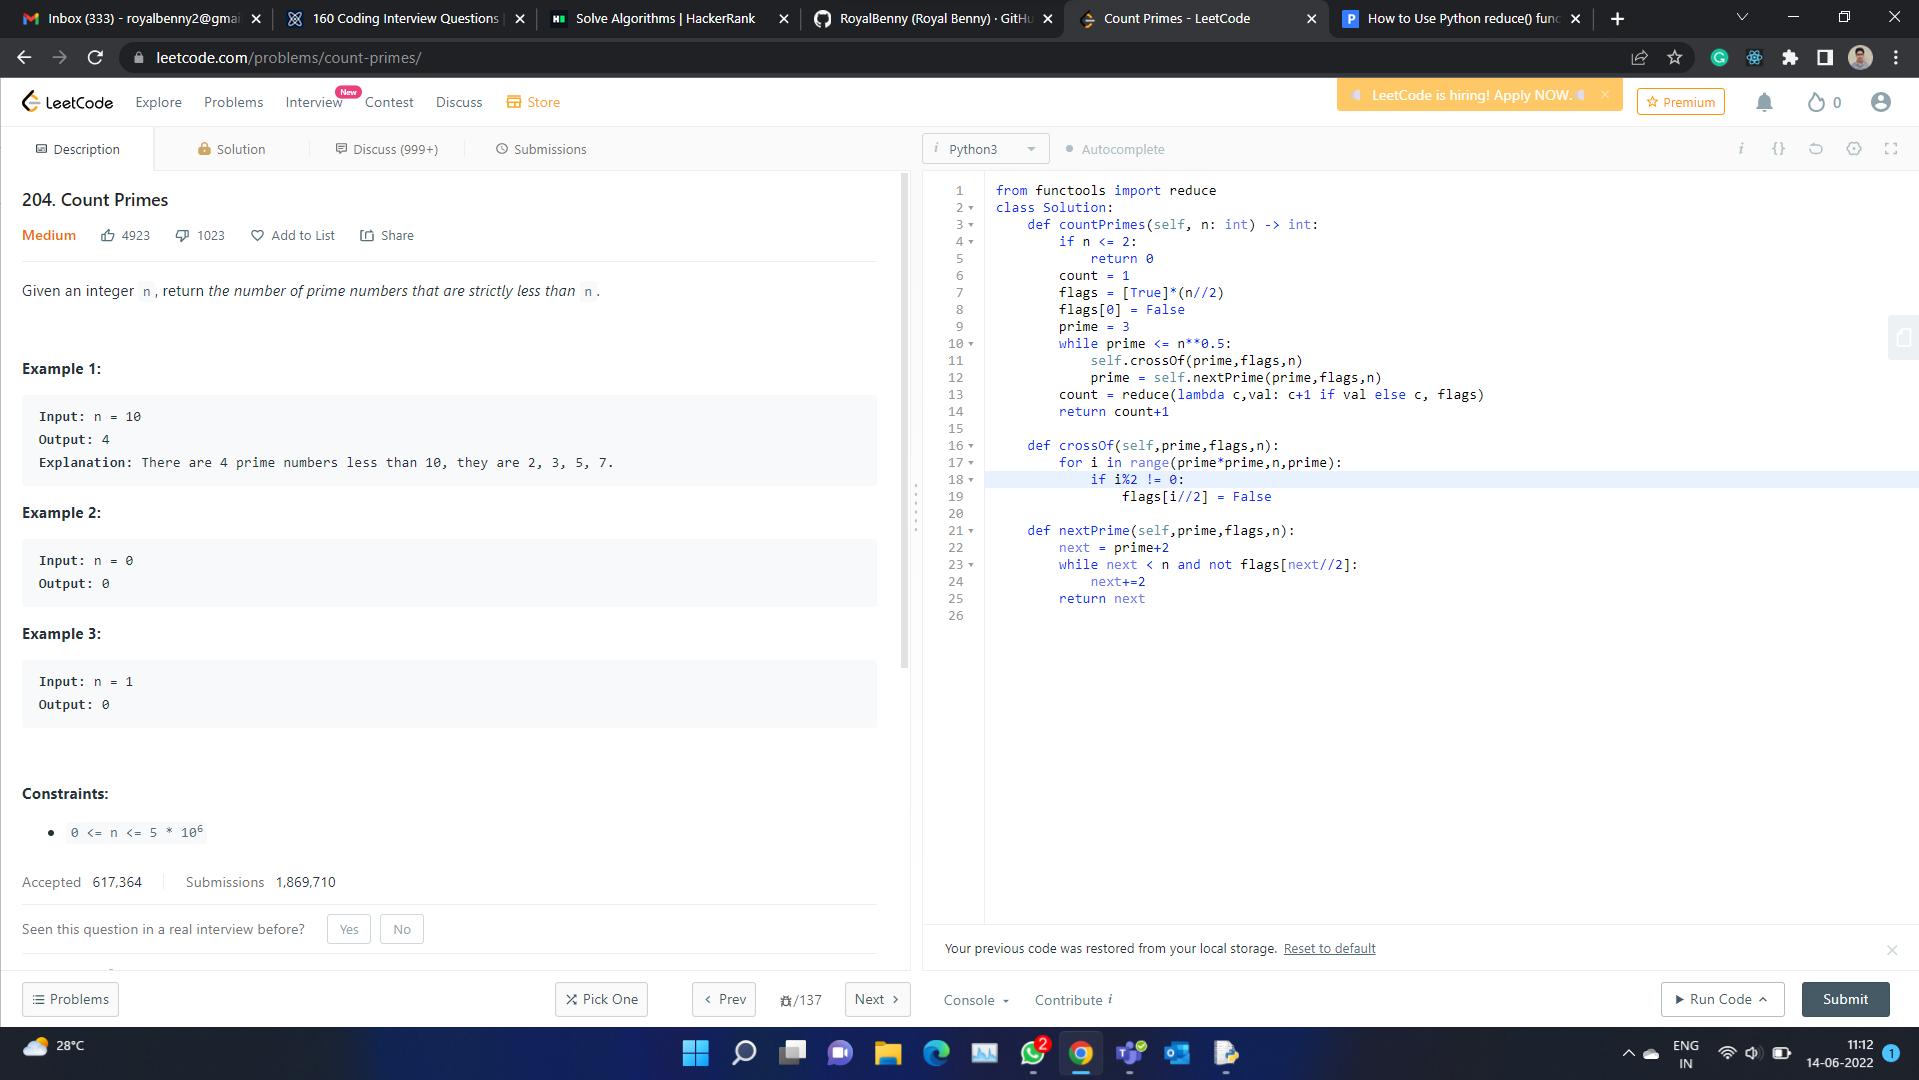 Inbox (333) - royalbenny2@gmai
160 Coding Interview Questions
Solve Algorithms | HackerRank
RoyalBenny (Royal Benny) · GitHu
Count Primes - LeetCode
How to Use Python reduce() func
leetcode.com/problems/count-primes/
LeetCode
Explore
Problems
Interview
New
Contest
Discuss
Store
LeetCode is hiring! Apply NOW.
Premium
0
Description
Solution
Discuss (999+)
Submissions
i Python3
Autocomplete
i {}
204. Count Primes
Medium
4923
1023
Add to List
Share
Given an integer n, return the number of prime numbers that are strictly less than n.
Example 1:
Input: n = 10
Output: 4
Explanation: There are 4 prime numbers less than 10, they are 2, 3, 5, 7.
Example 2:
Input: n = 0
Output: 0
Example 3:
Input: n = 1
Output: 0
Constraints:
• 0 <= n <= 5 * 10⁶
Accepted 617,364
Submissions 1,869,710
Seen this question in a real interview before?
Yes
No
1 from functools import reduce
2 class Solution:
3     def countPrimes(self, n: int) -> int:
4         if n <= 2:
5             return 0
6         count = 1
7         flags = [True]*(n//2)
8         flags[0] = False
9         prime = 3
10         while prime <= n**0.5:
11             self.crossOf(prime,flags,n)
12             prime = self.nextPrime(prime,flags,n)
13         count = reduce(lambda c,val: c+1 if val else c, flags)
14         return count+1
15
16     def crossOf(self,prime,flags,n):
17         for i in range(prime*prime,n,prime):
18             if i%2 != 0:
19                 flags[i//2] = False
20
21     def nextPrime(self,prime,flags,n):
22         next = prime+2
23         while next < n and not flags[next//2]:
24             next+=2
25         return next
26
Your previous code was restored from your local storage. Reset to default
Problems
Pick One
Prev
/137
Next
Console
Contribute i
Run Code
Submit
28°C
2
ENG
IN
11:12
14-06-2022
1